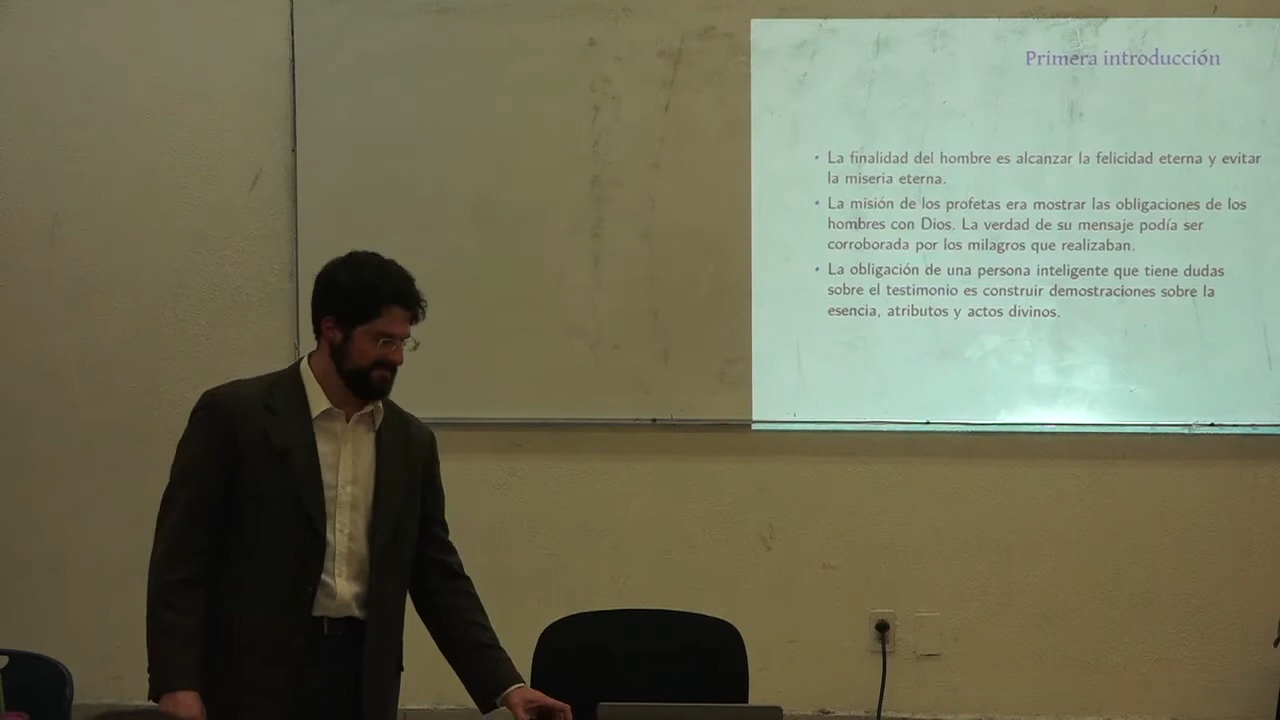 Primera introducción
• La finalidad del hombre es alcanzar la felicidad eterna y evitar
la miseria eterna.
• La misión de los profetas era mostrar las obligaciones de los
hombres con Dios. La verdad de su mensaje podía ser
corroborada por los milagros que realizaban.
• La obligación de una persona inteligente que tiene dudas
sobre el testimonio es construir demostraciones sobre la
esencia, atributos y actos divinos.